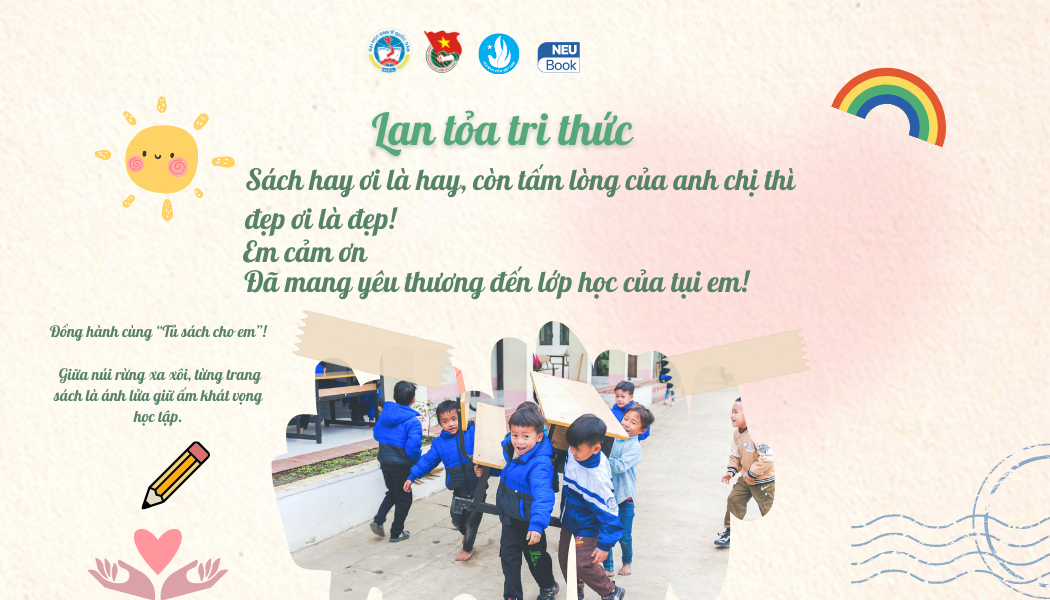 NEU
Book
Lan tỏa tri thức
Sách hay ơi là hay, còn tấm lòng của anh chị thì
đẹp ơi là đẹp!
Em cảm ơn
Đã mang yêu thương đến lớp học của tụi em!
Đồng hành cùng “Tủ sách cho em”!
Giữa núi rừng xa xôi, từng trang
sách là ánh lửa giữ ấm khát vọng
học tập.